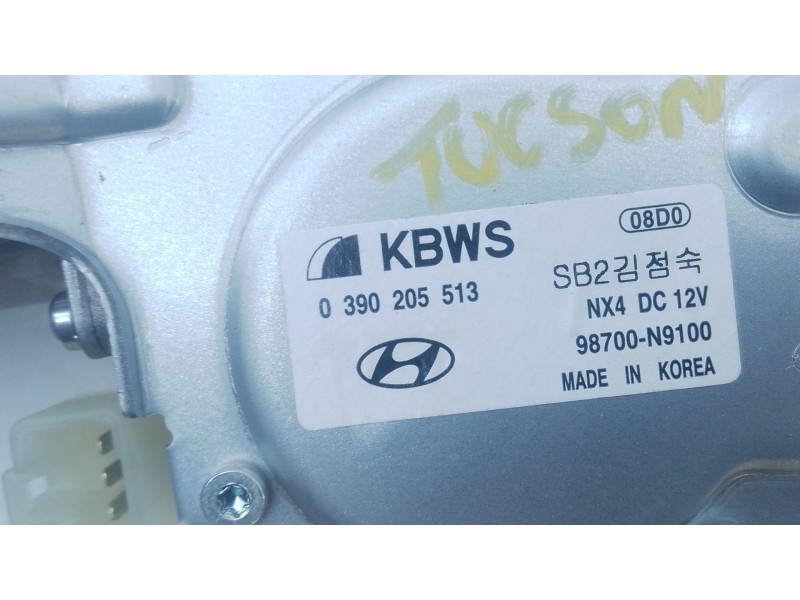 TUCSON
08D0
KBWS
SB2김점숙
0 390 205 513
NX4 DC 12V
98700-N9100
MADE IN KOREA